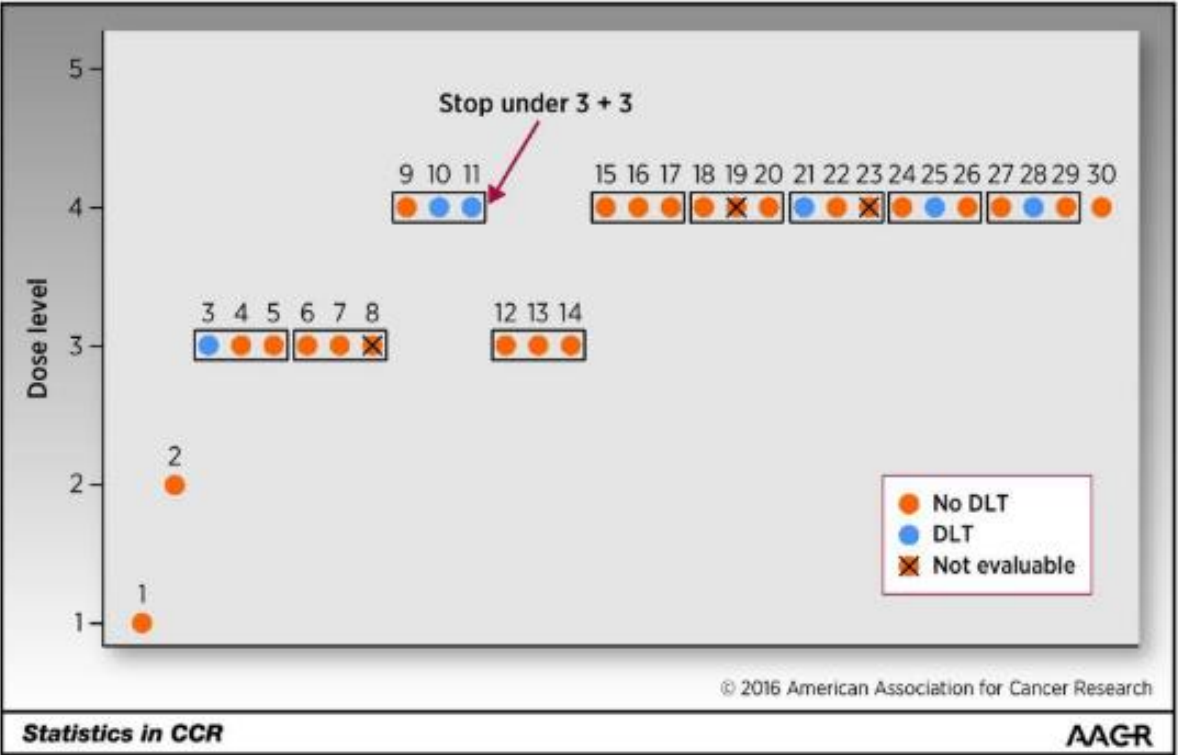 5
Stop under 3 + 3
9 10 11 15 16 17 18 19 20 21 22 23 24 25 26 27 28 29 30
4
Dose level
3 4 5 6 7 8 12 13 14
3
2
2
No DLT
DLT
Not evaluable
1
1
© 2016 American Association for Cancer Research
Statistics in CCR
AACR